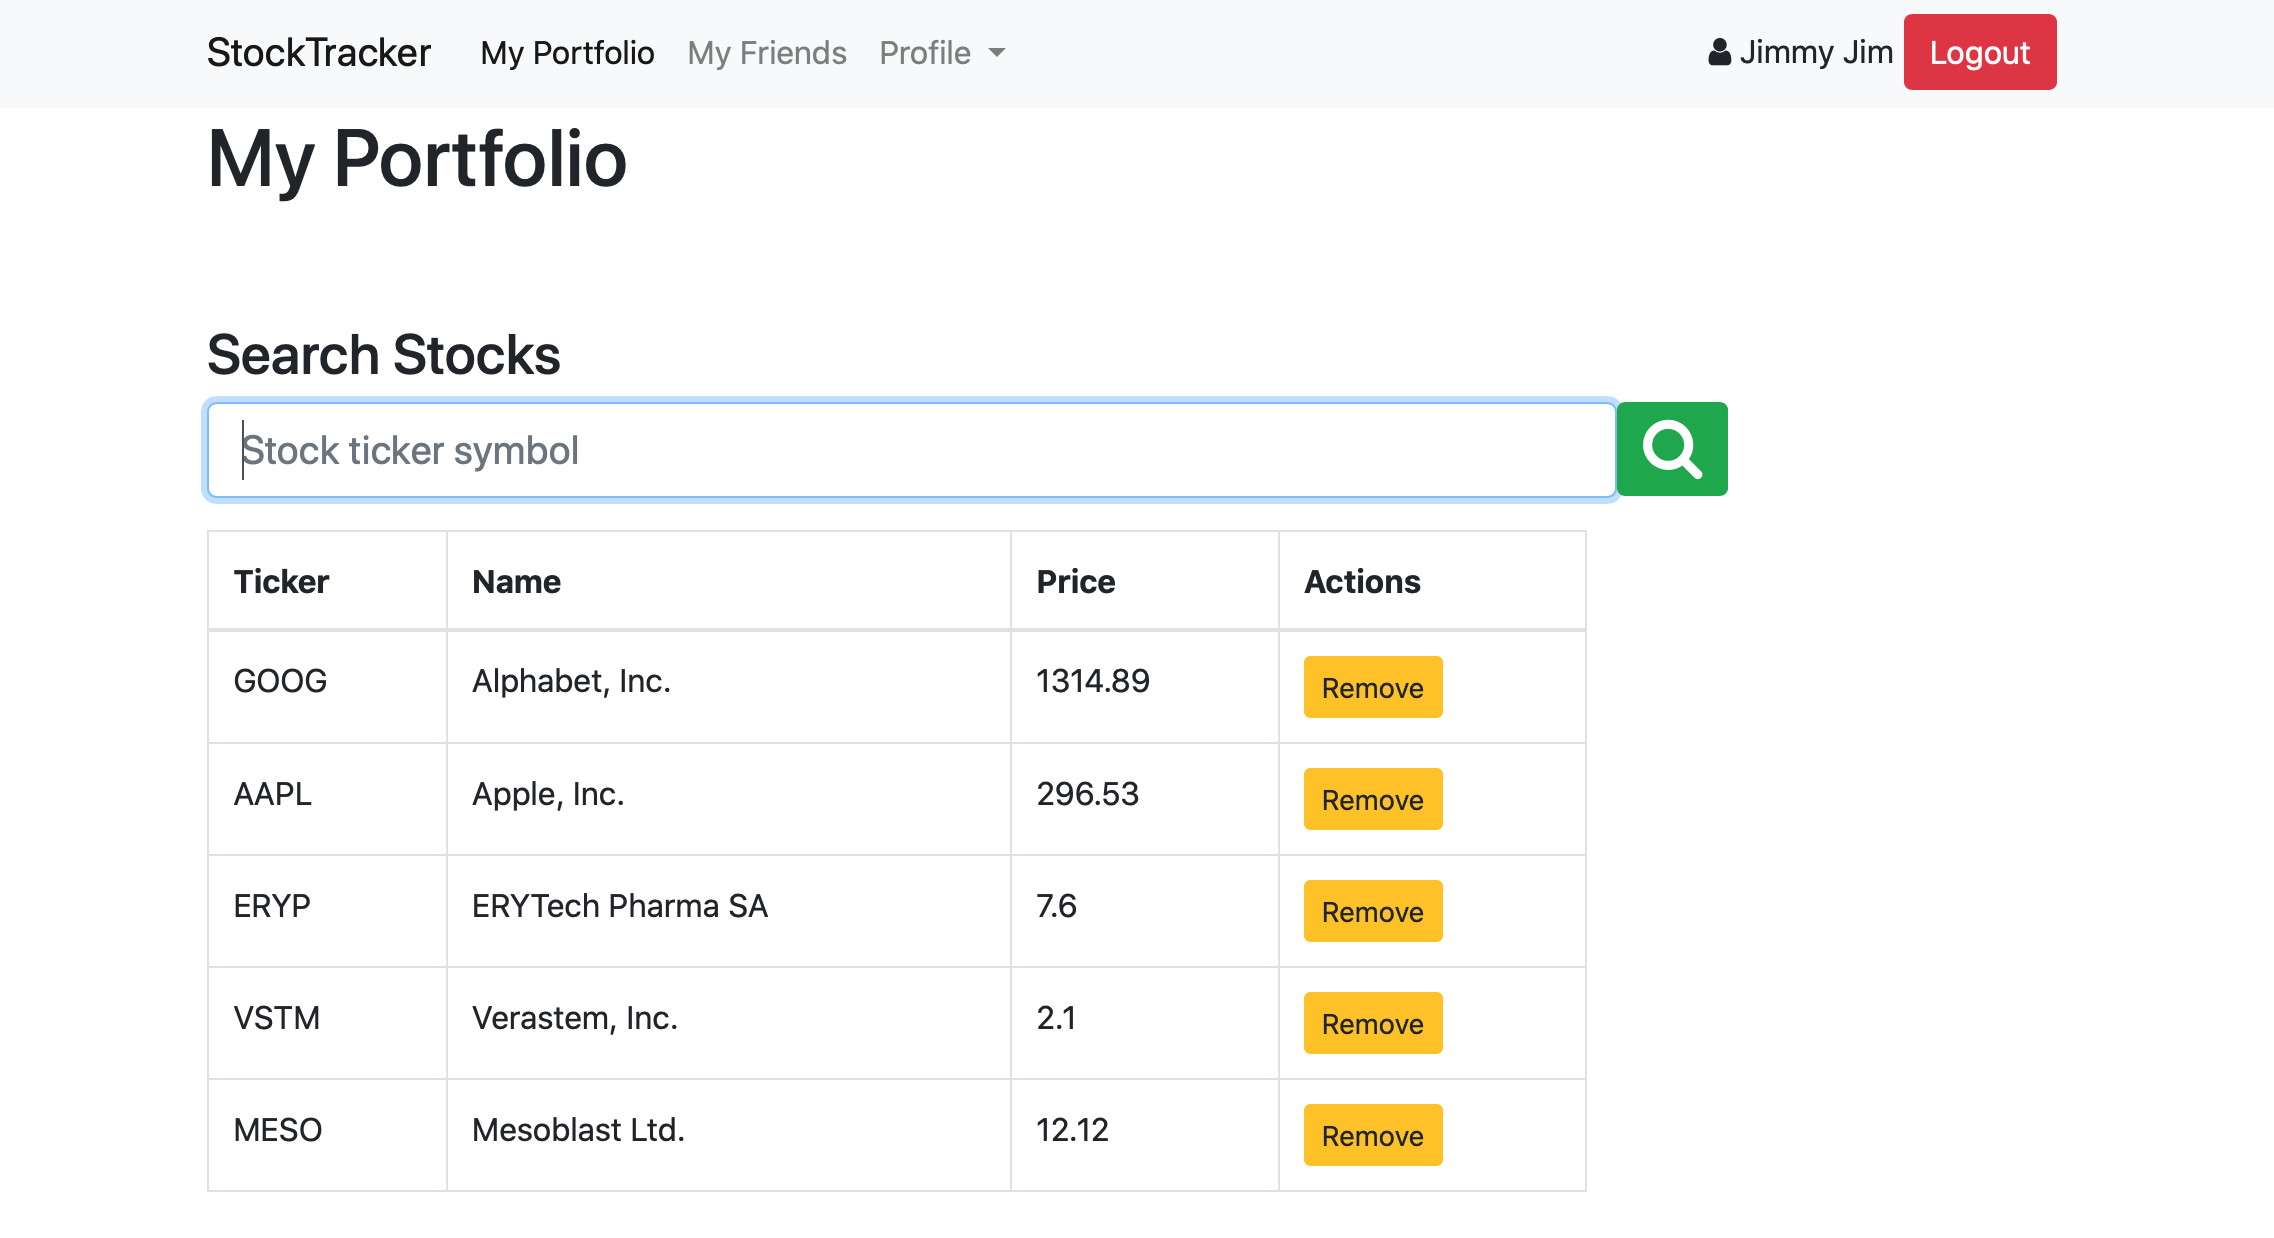 StockTracker My Portfolio My Friends Profile Jimmy Jim Logout
My Portfolio
Search Stocks
Stock ticker symbol
Ticker Name Price Actions
GOOG Alphabet, Inc. 1314.89 Remove
AAPL Apple, Inc. 296.53 Remove
ERYP ERYTech Pharma SA 7.6 Remove
VSTM Verastem, Inc. 2.1 Remove
MESO Mesoblast Ltd. 12.12 Remove